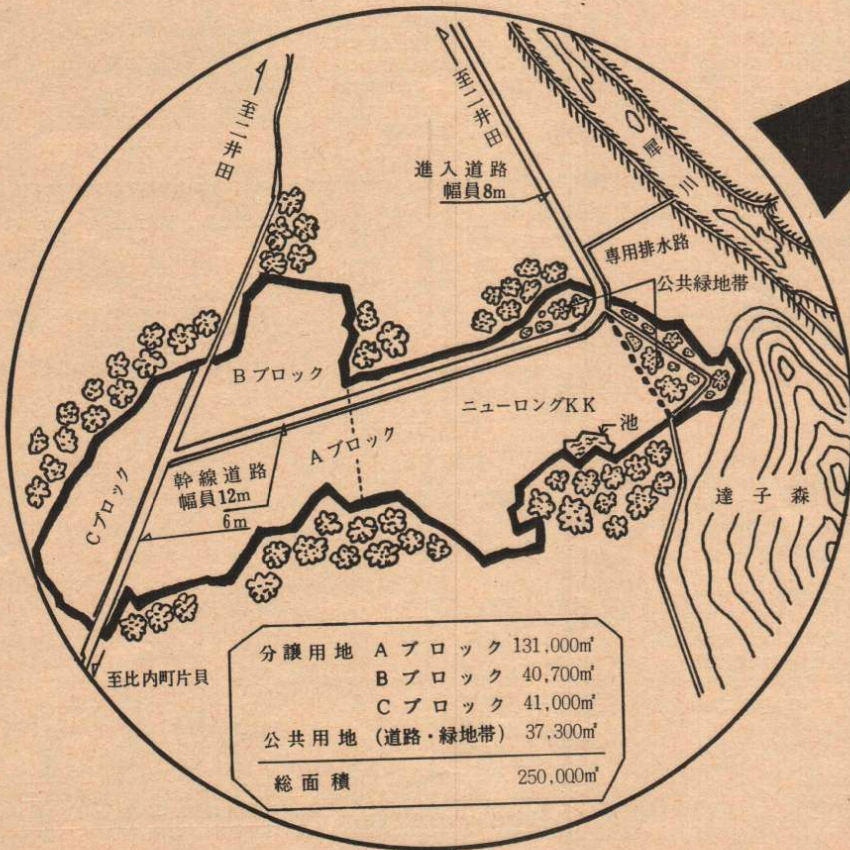 至二井田
至二井田
進入道路
幅員8m
犀川
専用排水路
公共緑地帯
Bブロック
ニューロングKK
池
Aブロック
幹線道路
幅員12m
6m
Cブロック
達子森
至比内町片貝
分譲用地 Aブロック 131,000㎡
Bブロック 40,700㎡
Cブロック 41,000㎡
公共用地 (道路・緑地帯) 37,300㎡
総面積 250,000㎡